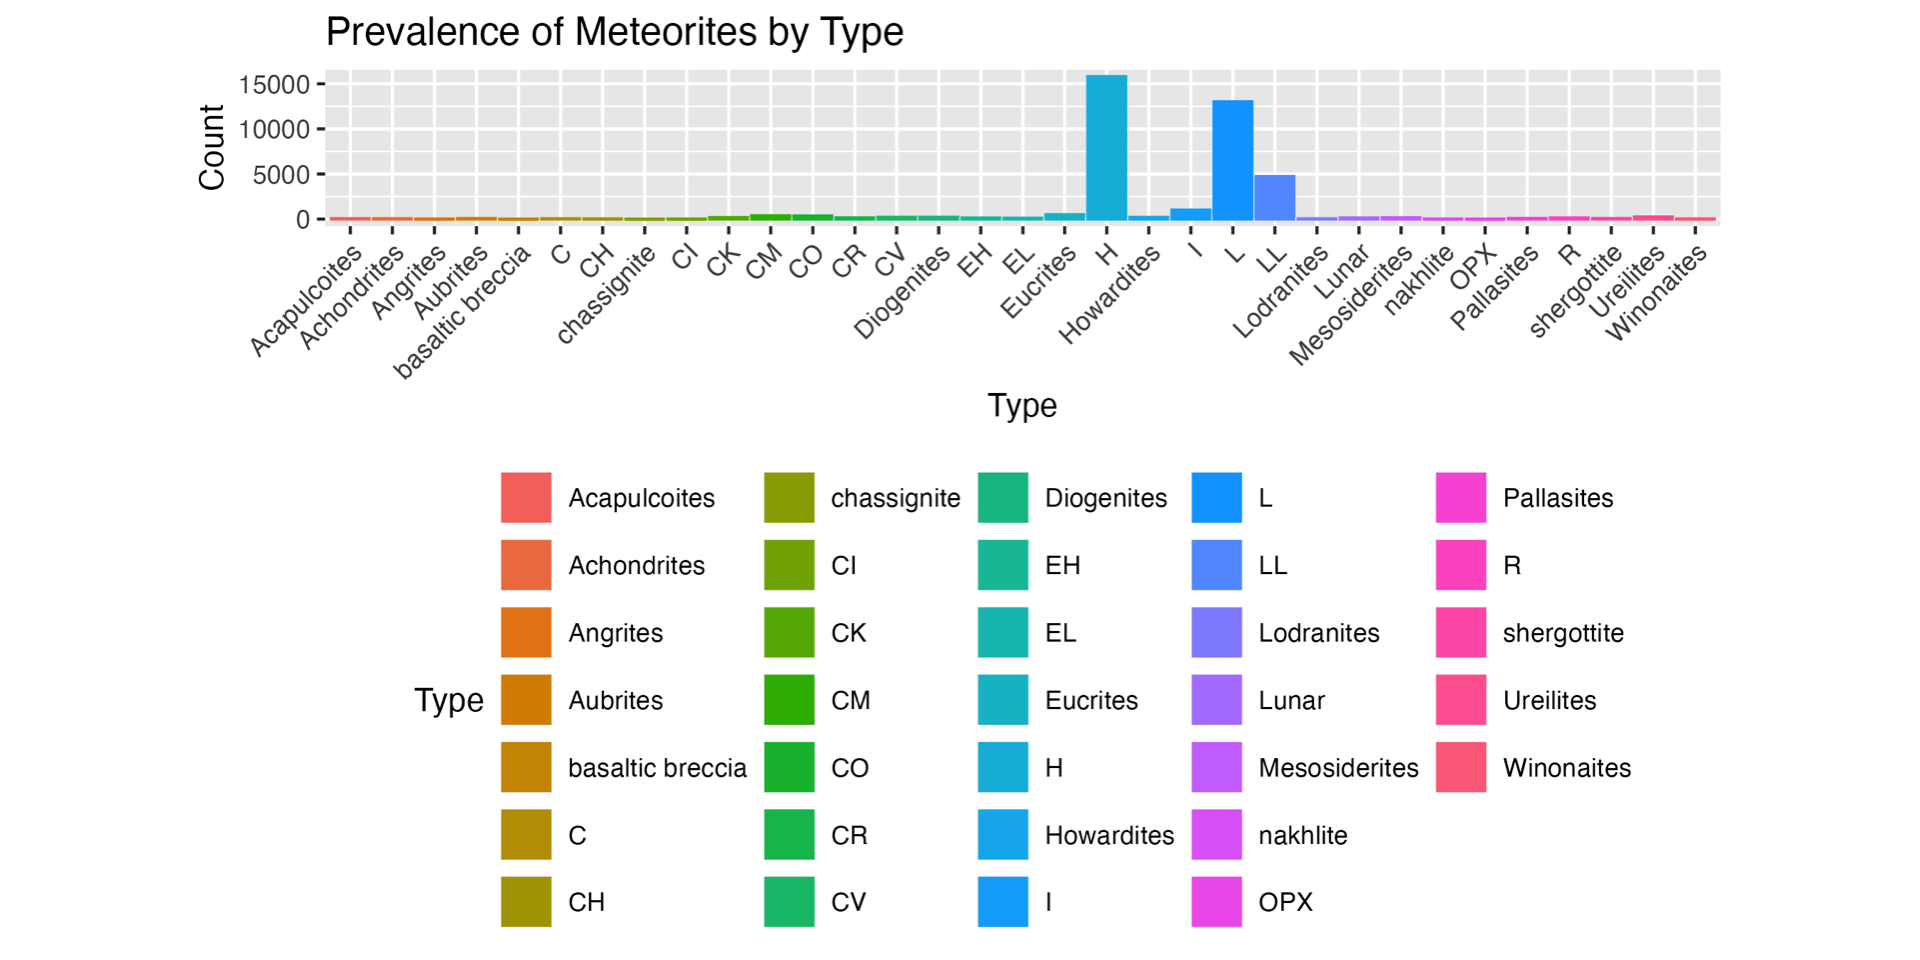 Prevalence of Meteorites by Type
Count
15000
10000
5000
0
Acapulcoites
Achondrites
Angrites
Aubrites
basaltic breccia
C
CH
chassignite
CI
CK
CM
CO
CR
CV
Diogenites
EH
EL
Eucrites
H
Howardites
I
L
LL
Lodranites
Lunar
Mesosiderites
nakhlite
OPX
Pallasites
R
shergottite
Ureilites
Winonaites
Type
Type
Acapulcoites
Achondrites
Angrites
Aubrites
basaltic breccia
C
CH
chassignite
CI
CK
CM
CO
CR
CV
Diogenites
EH
EL
Eucrites
H
Howardites
I
L
LL
Lodranites
Lunar
Mesosiderites
nakhlite
OPX
Pallasites
R
shergottite
Ureilites
Winonaites